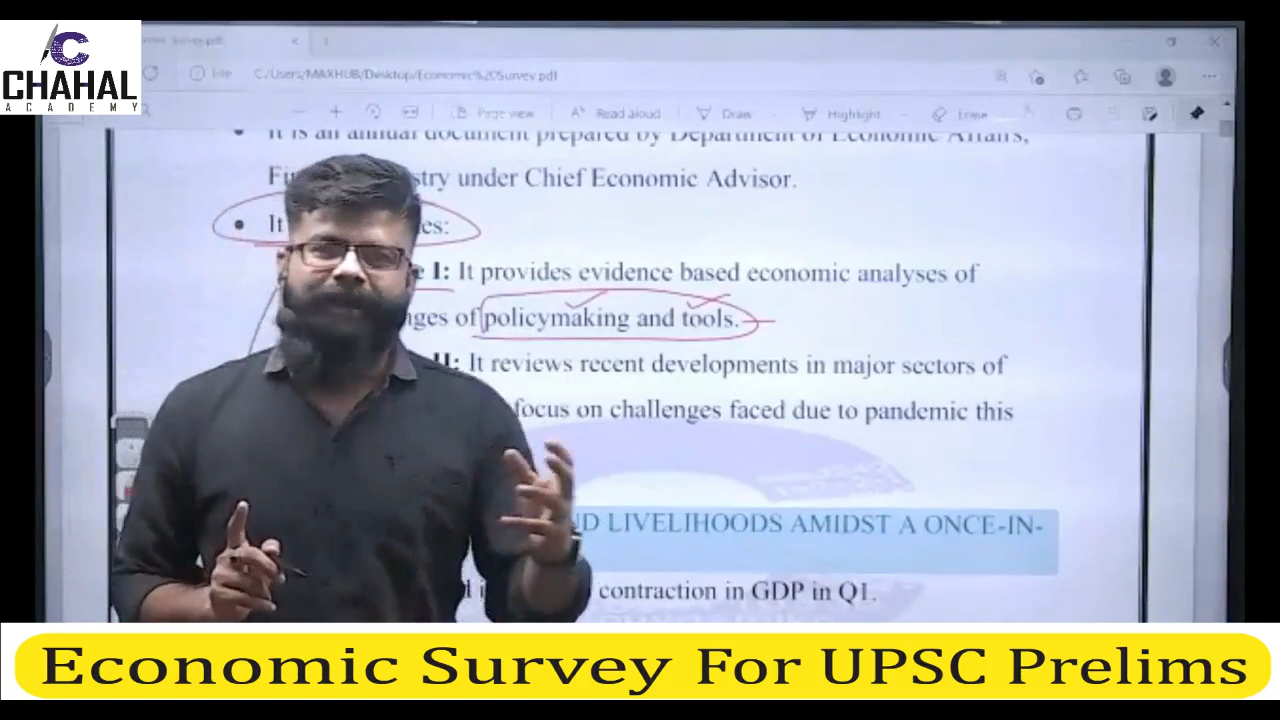 C
CHAHAL
ACADEMY
Survey.pdf
File
C:/Users/MAXHUB/Desktop/Economic%20Survey.pdf
Page view
Read aloud
Draw
Highlight
Erase
It is an annual document prepared by Department of Economic Affairs,
stry under Chief Economic Advisor.
It es:
e I: It provides evidence based economic analyses of
nges of policymaking and tools.
II: It reviews recent developments in major sectors of
focus on challenges faced due to pandemic this
ND LIVELIHOODS AMIDST A ONCE-IN-
contraction in GDP in Q1.
Economic Survey For UPSC Prelims